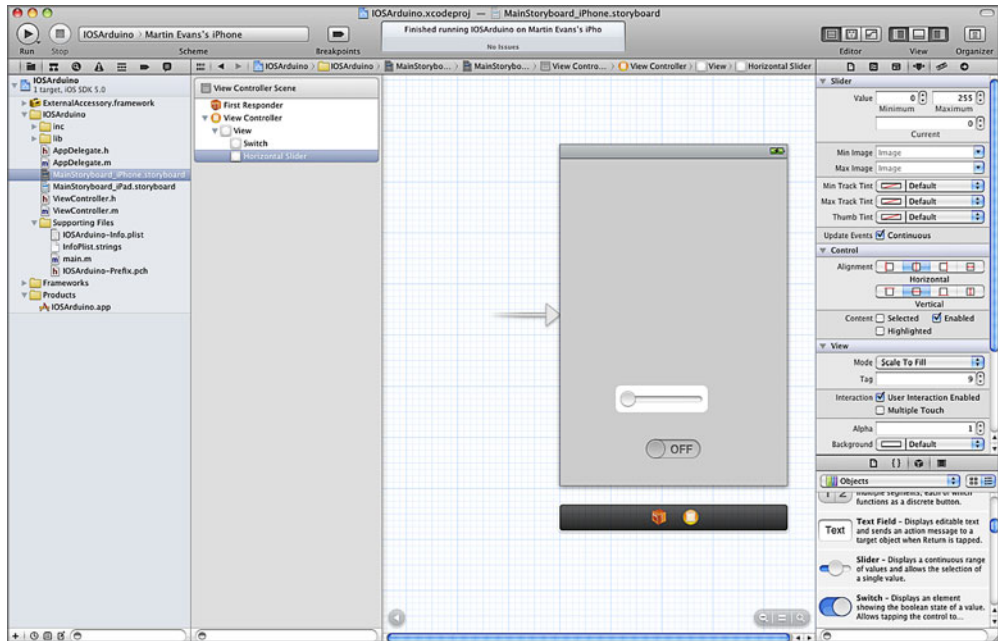 IOSArduino.xcodeproj — MainStoryboard_iPhone.storyboard
IOSArduino Martin Evans's iPhone
Finished running IOSArduino on Martin Evans's iPho
No Issues
Run Stop Scheme Breakpoints
Editor View Organizer
IOSArduino IOSArduino MainStorybo... MainStorybo... View Contro... View Controller View Horizontal Slider
IOSArduino
1 target, iOS SDK 5.0
ExternalAccessory.framework
IOSArduino
inc
lib
AppDelegate.h
AppDelegate.m
MainStoryboard_iPhone.storyboard
MainStoryboard_iPad.storyboard
ViewController.h
ViewController.m
Supporting Files
IOSArduino-Info.plist
InfoPlist.strings
main.m
IOSArduino-Prefix.pch
Frameworks
Products
IOSArduino.app
View Controller Scene
First Responder
View Controller
View
Switch
Horizontal Slider
OFF
Slider
Value 0 255
Minimum Maximum
0
Current
Min Image Image
Max Image Image
Min Track Tint Default
Max Track Tint Default
Thumb Tint Default
Update Events Continuous
Control
Alignment
Horizontal
Vertical
Content Selected Enabled
Highlighted
View
Mode Scale To Fill
Tag 9
Interaction User Interaction Enabled
Multiple Touch
Alpha 1
Background Default
Objects
1 2 multiple segments, each of which
functions as a discrete button.
Text Text Field - Displays editable text
and sends an action message to a
target object when Return is tapped.
Slider - Displays a continuous range
of values and allows the selection of
a single value.
Switch - Displays an element
showing the boolean state of a value.
Allows tapping the control to...